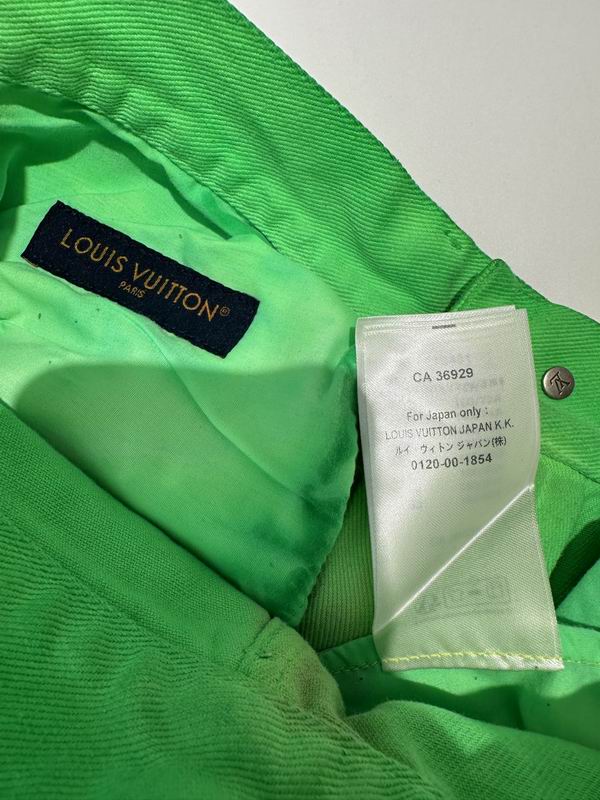 LOUIS VUITTON®
PARIS
CA 36929
For Japan only :
LOUIS VUITTON JAPAN K.K.
ルイ ヴィトン ジャパン(株)
0120-00-1854
LV